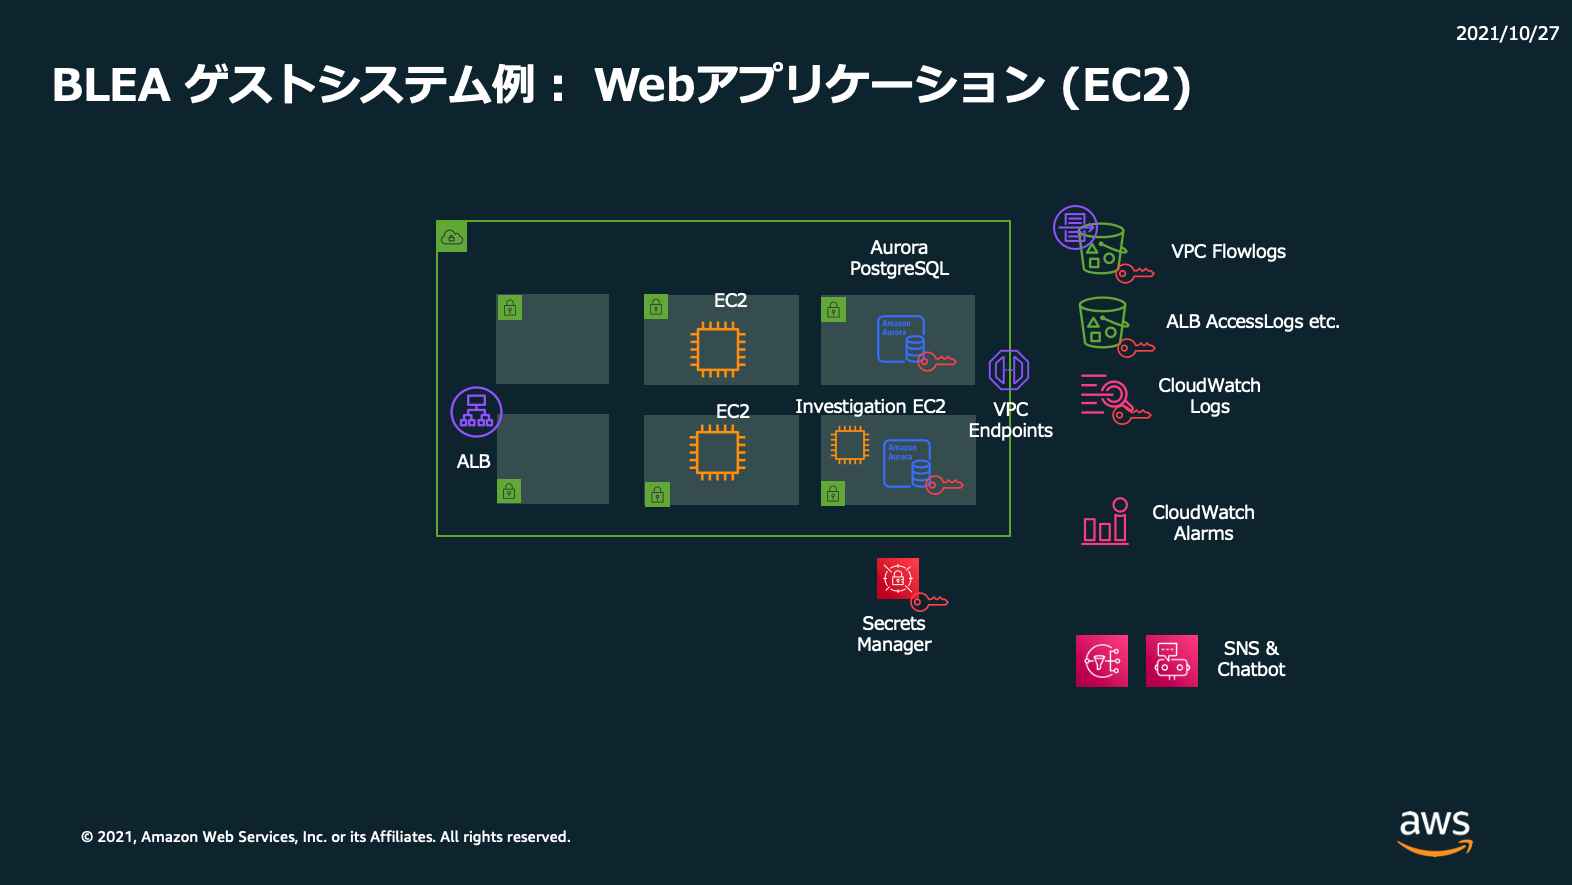 2021/10/27
BLEA ゲストシステム例： Webアプリケーション (EC2)
Aurora
PostgreSQL
EC2
Amazon
Aurora
EC2
Investigation EC2
Amazon
Aurora
ALB
VPC
Endpoints
Secrets
Manager
VPC Flowlogs
ALB AccessLogs etc.
CloudWatch
Logs
CloudWatch
Alarms
SNS &
Chatbot
© 2021, Amazon Web Services, Inc. or its Affiliates. All rights reserved.
aws